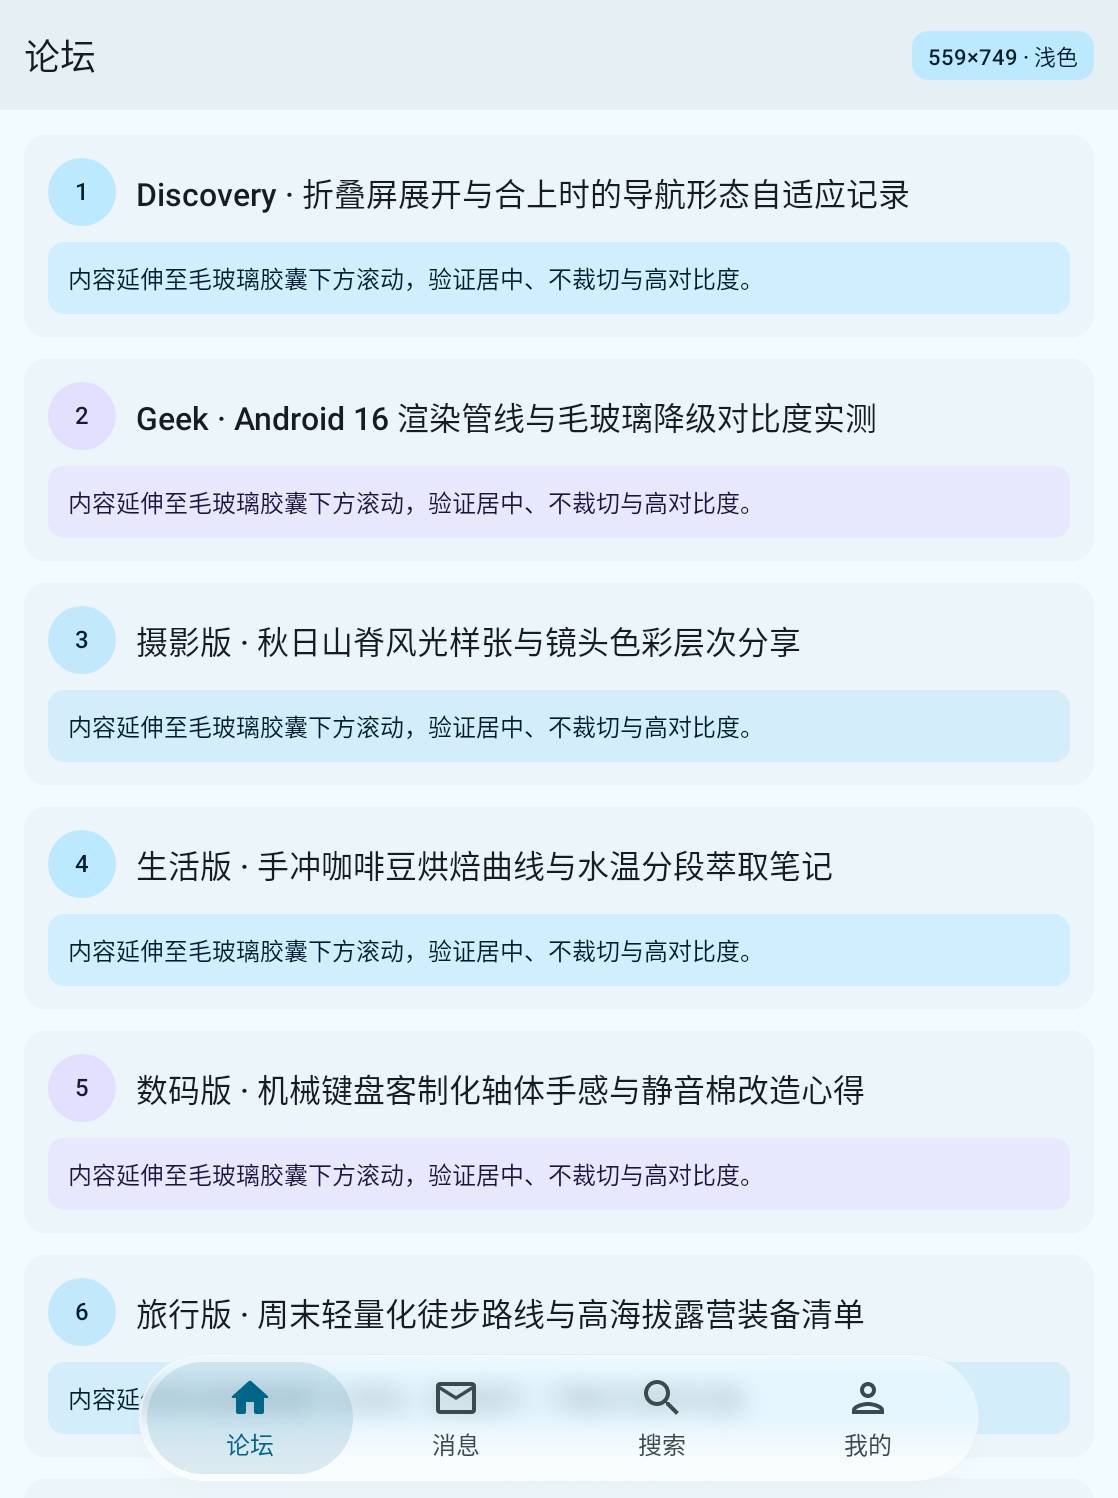 论坛
559×749 · 浅色
1
Discovery · 折叠屏展开与合上时的导航形态自适应记录
内容延伸至毛玻璃胶囊下方滚动，验证居中、不裁切与高对比度。
2
Geek · Android 16 渲染管线与毛玻璃降级对比度实测
内容延伸至毛玻璃胶囊下方滚动，验证居中、不裁切与高对比度。
3
摄影版 · 秋日山脊风光样张与镜头色彩层次分享
内容延伸至毛玻璃胶囊下方滚动，验证居中、不裁切与高对比度。
4
生活版 · 手冲咖啡豆烘焙曲线与水温分段萃取笔记
内容延伸至毛玻璃胶囊下方滚动，验证居中、不裁切与高对比度。
5
数码版 · 机械键盘客制化轴体手感与静音棉改造心得
内容延伸至毛玻璃胶囊下方滚动，验证居中、不裁切与高对比度。
6
旅行版 · 周末轻量化徒步路线与高海拔露营装备清单
内容延
论坛
消息
搜索
我的